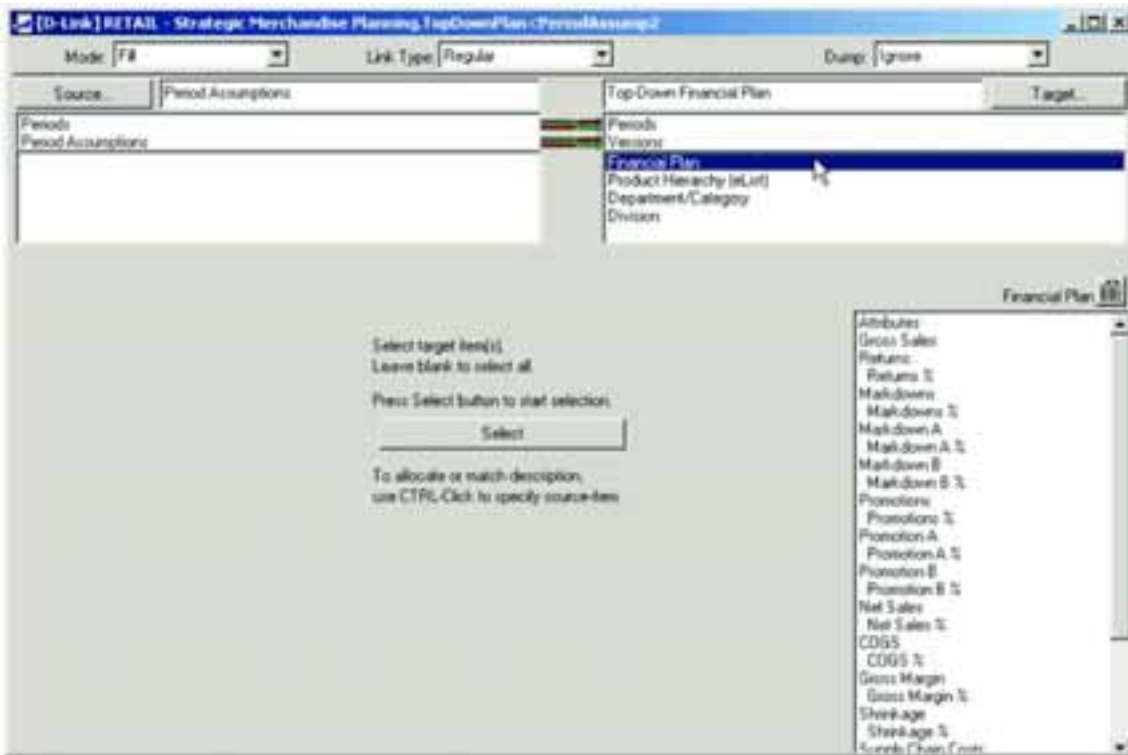 [D-Link] RETAIL - Strategic Merchandise Planning.TopDownPlan<PeriodAssump2
Mode: Fill Link Type: Regular Dump: Ignore
Source... Period Assumptions Top-Down Financial Plan Target...
Periods Periods
Period Assumptions Versions
Financial Plan
Product Hierarchy (eList)
Department/Category
Division
Financial Plan
Select target item(s).
Leave blank to select all.
Press Select button to start selection.
Select
To allocate or match description,
use CTRL-Click to specify source-item
Attributes
Gross Sales
Returns
Returns %
Markdowns
Markdowns %
Markdown A
Markdown A %
Markdown B
Markdown B %
Promotions
Promotions %
Promotion A
Promotion A %
Promotion B
Promotion B %
Net Sales
Net Sales %
COGS
COGS %
Gross Margin
Gross Margin %
Shrinkage
Shrinkage %
Supply Chain Costs